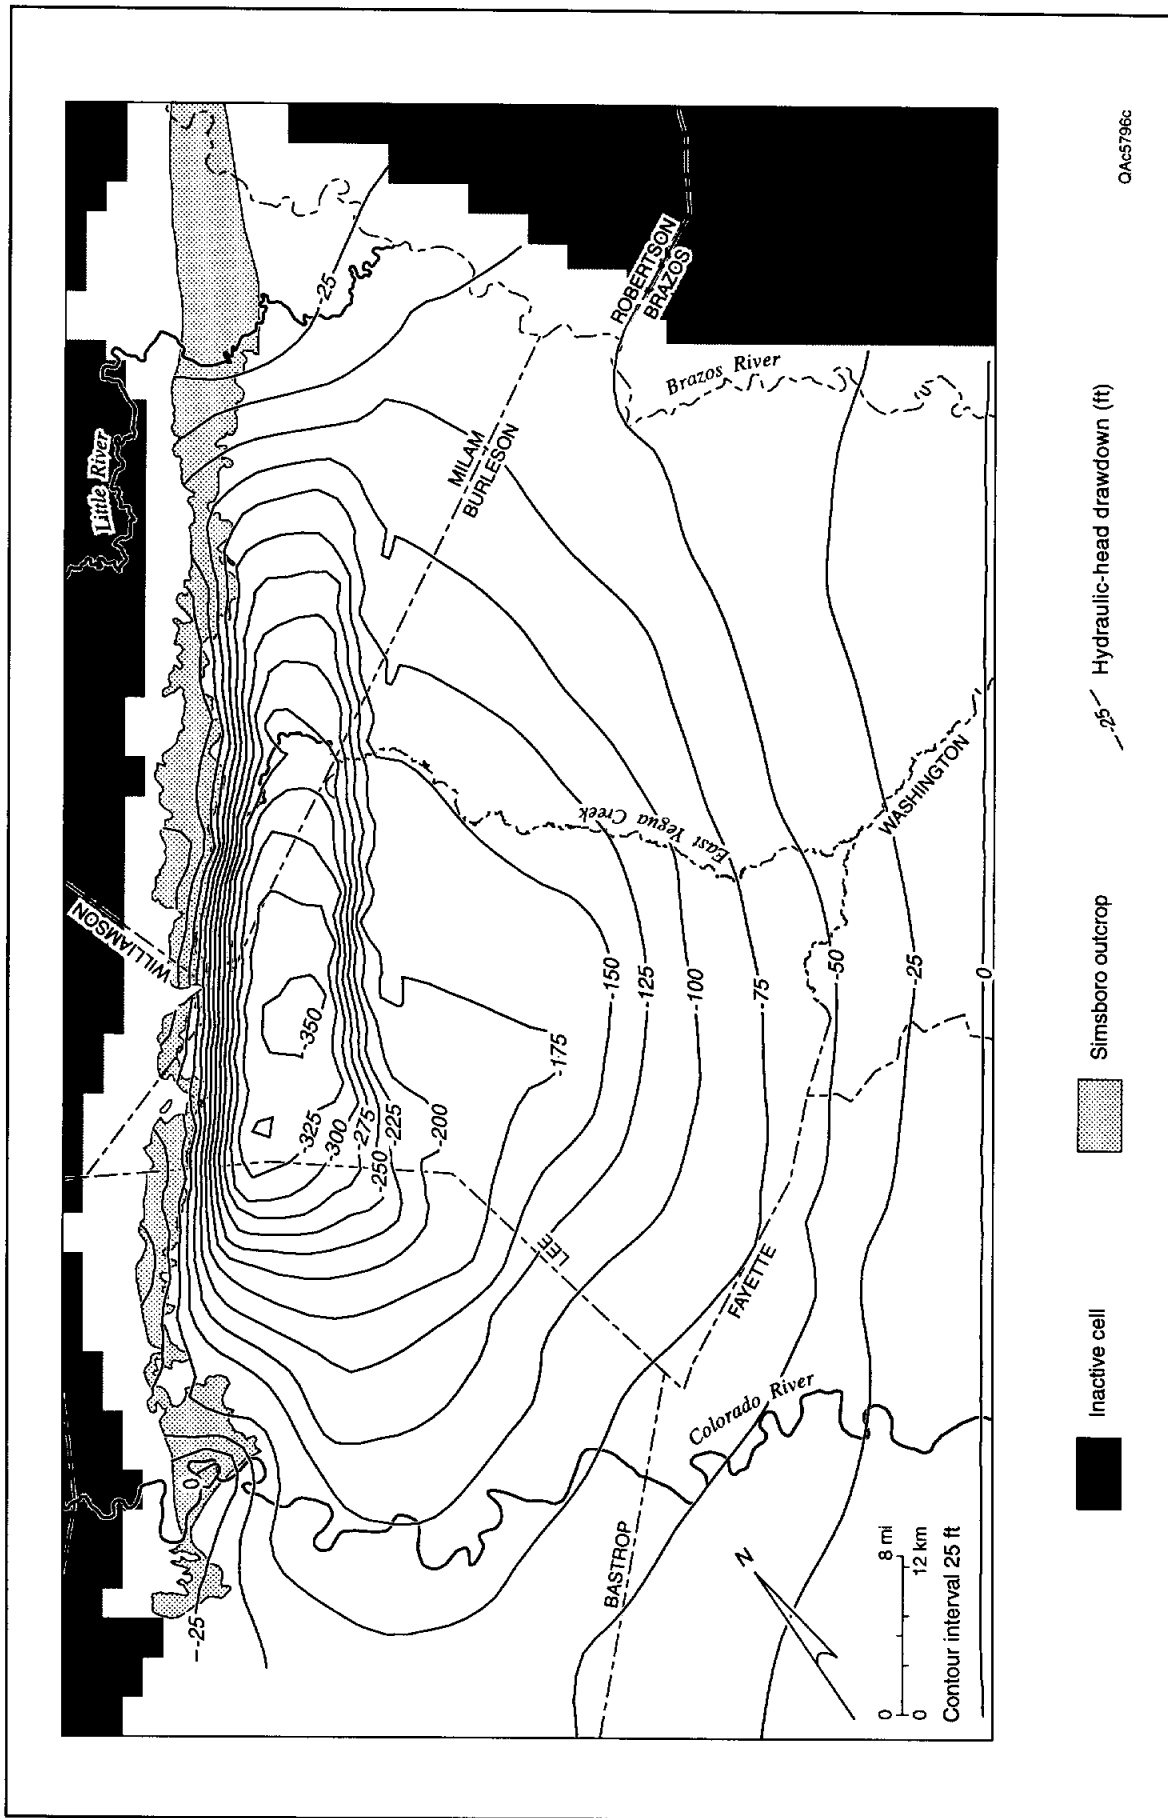 Little River
WILLIAMSON
-25
MILAM
BURLESON
ROBERTSON
BRAZOS
Brazos River
East Yegua Creek
WASHINGTON
-350
-325
-300
-275
-250
-225
-200
-175
-150
-125
-100
-75
-50
-25
0
LEE
FAYETTE
Colorado River
BASTROP
-25
N
0 8 mi
0 12 km
Contour interval 25 ft
Inactive cell
Simsboro outcrop
-25 Hydraulic-head drawdown (ft)
QAc5796c